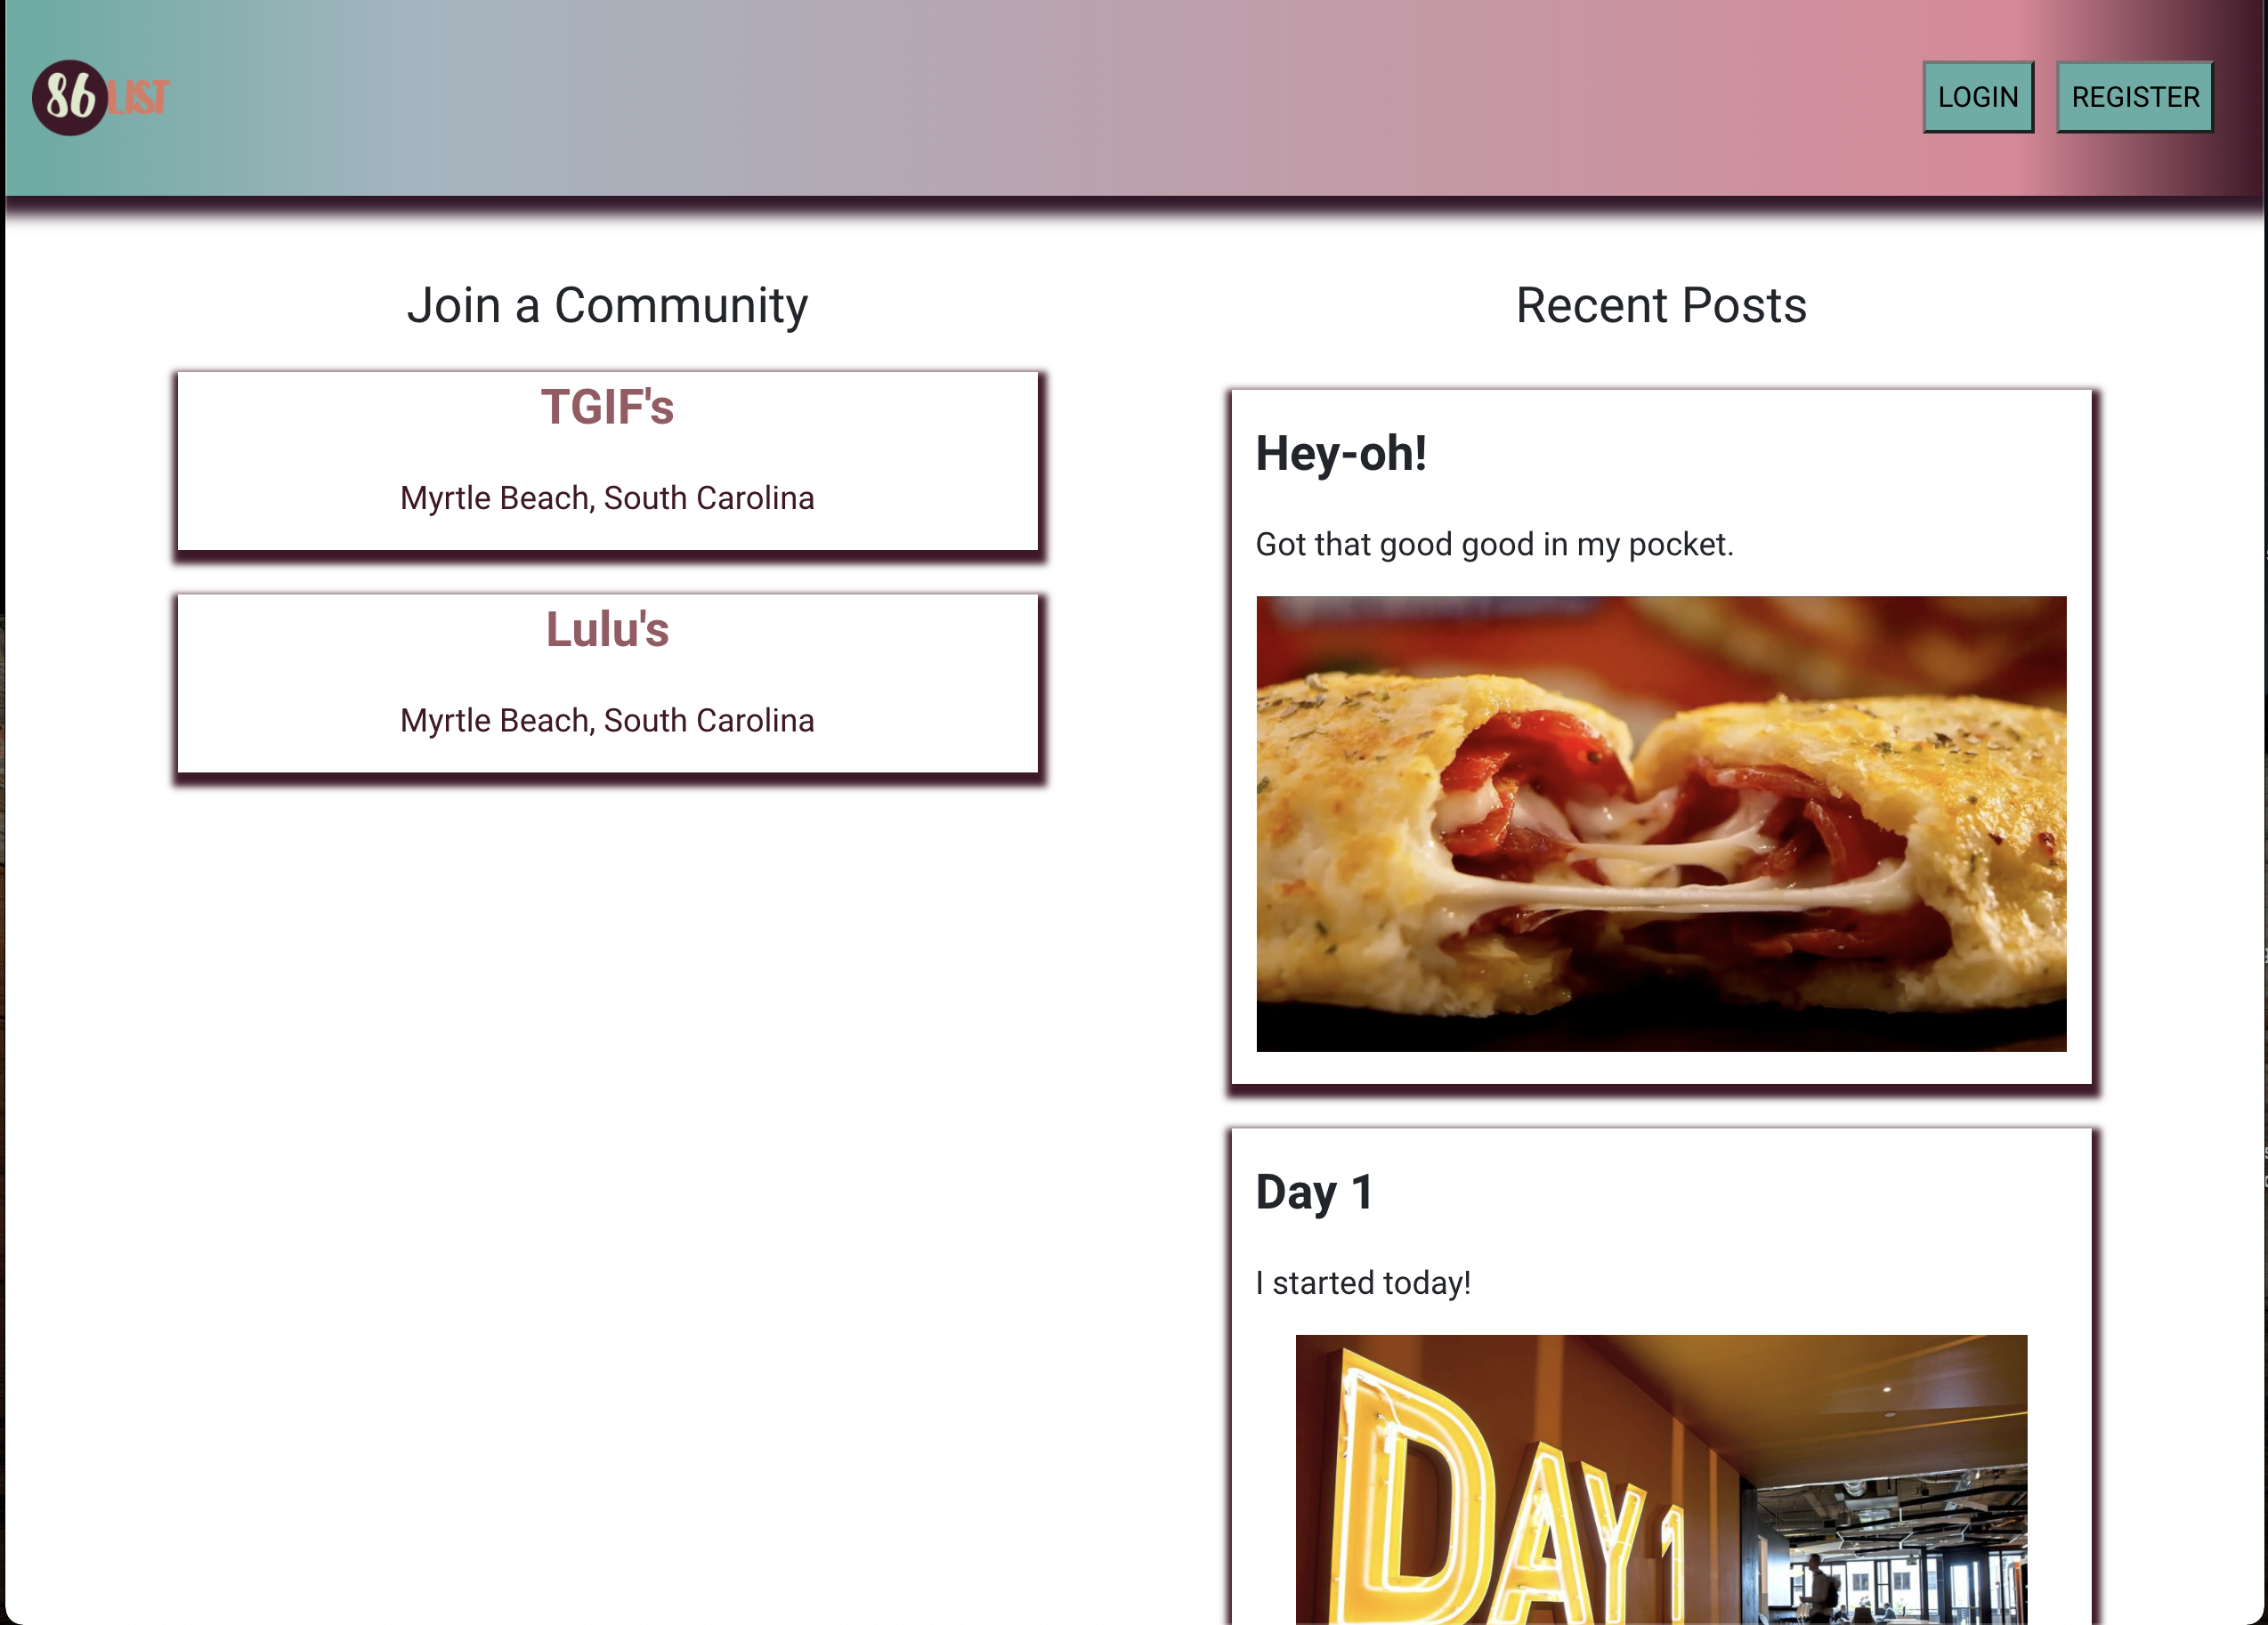 86 LIST
LOGIN
REGISTER
Join a Community
TGIF's
Myrtle Beach, South Carolina
Lulu's
Myrtle Beach, South Carolina
Recent Posts
Hey-oh!
Got that good good in my pocket.
Day 1
I started today!
DAY 1